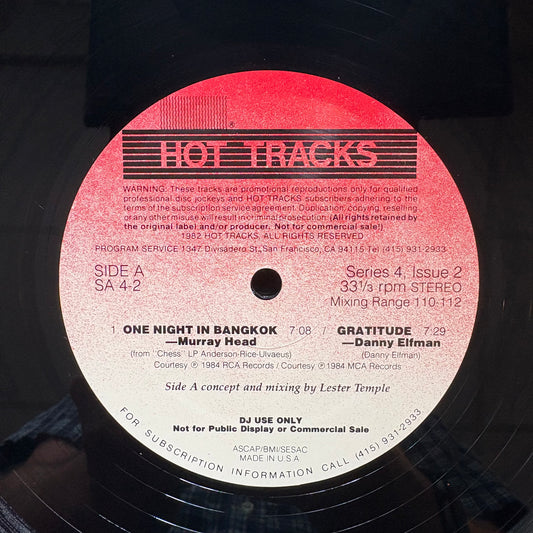 ®
HOT TRACKS
WARNING: These tracks are promotional reproductions only for qualified
professional disc jockeys and HOT TRACKS subscribers adhering to the
terms of the subscription service agreement. Duplication, copying, reselling
or any other misuse will result in criminal prosecution. (All rights retained by
the original label and/or producer. Not for commercial sale!)
1982 HOT TRACKS. ALL RIGHTS RESERVED
PROGRAM SERVICE 1347 Divisadero St., San Francisco, CA 94115 Tel (415) 931-2933
SIDE A
SA 4-2
Series 4, Issue 2
33 1/3 rpm STEREO
Mixing Range 110-112
1 ONE NIGHT IN BANGKOK 7:08 / GRATITUDE 7:29
—Murray Head —Danny Elfman
(from "Chess" LP Anderson-Rice-Ulvaeus) (Danny Elfman)
Courtesy ℗ 1984 RCA Records / Courtesy ℗ 1984 MCA Records
Side A concept and mixing by Lester Temple
DJ USE ONLY
Not for Public Display or Commercial Sale
ASCAP/BMI/SESAC
MADE IN U.S.A
FOR SUBSCRIPTION INFORMATION CALL (415) 931-2933